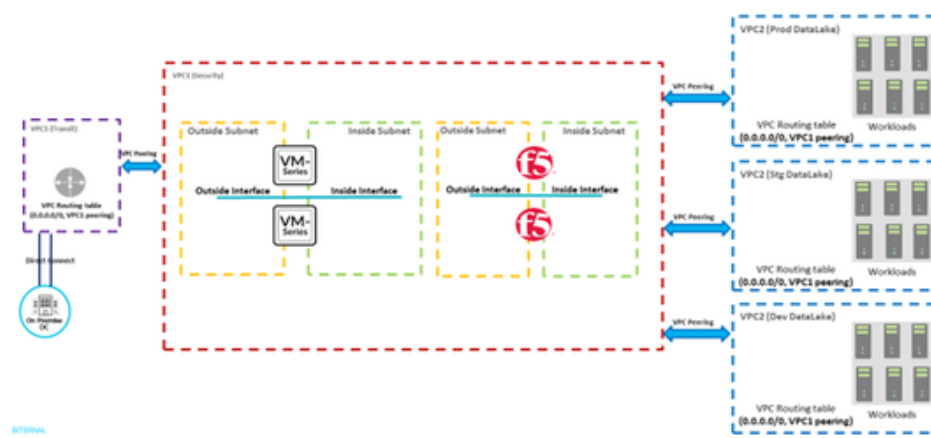 VPC5 (Transit)
VPC Routing table
(0.0.0.0/0, VPC1 peering)
Direct Connect
On Premise
DC
VPC Peering
VPC1 (Security)
Outside Subnet
Inside Subnet
VM-
Series
Outside Interface
Inside Interface
VM-
Series
Outside Subnet
Inside Subnet
f5
Outside Interface
Inside Interface
f5
VPC Peering
VPC Peering
VPC Peering
VPC2 (Prod DataLake)
VPC Routing table
(0.0.0.0/0, VPC1 peering)
Workloads
VPC2 (Stg DataLake)
VPC Routing table
(0.0.0.0/0, VPC1 peering)
Workloads
VPC2 (Dev DataLake)
VPC Routing table
(0.0.0.0/0, VPC1 peering)
Workloads
INTERNAL